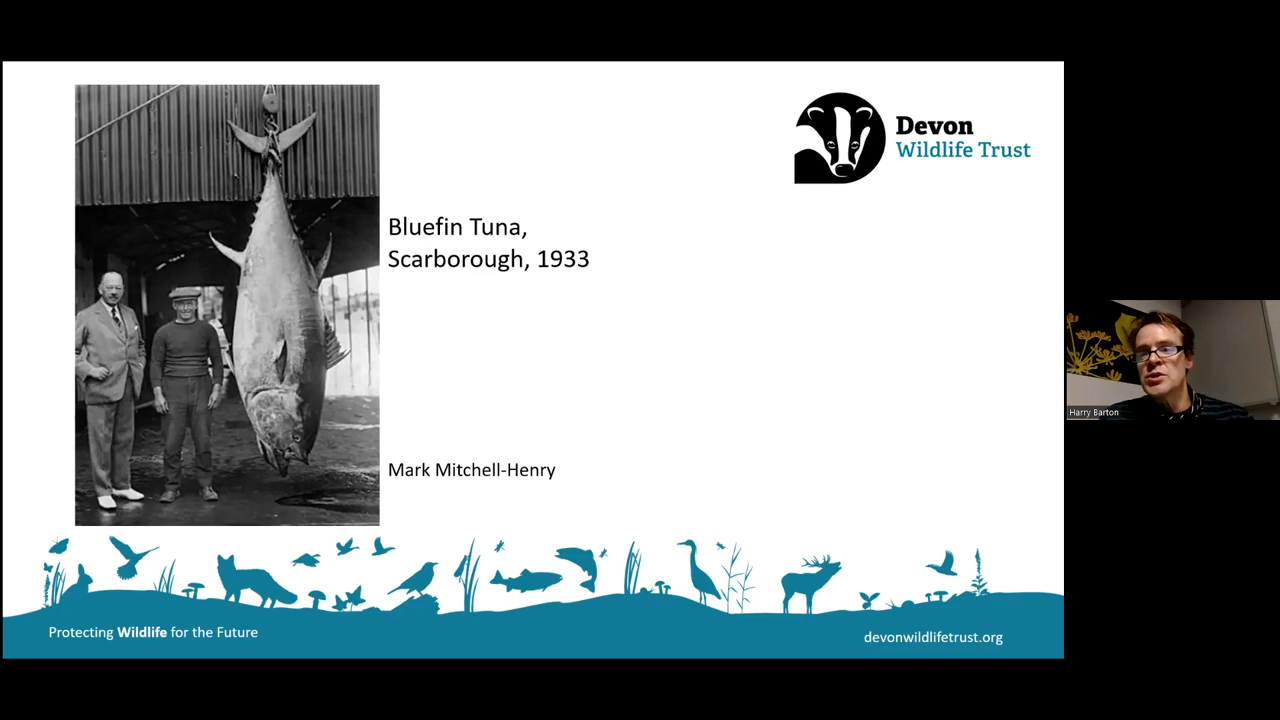 Devon
Wildlife Trust
Bluefin Tuna,
Scarborough, 1933
Mark Mitchell-Henry
Harry Barton
Protecting Wildlife for the Future
devonwildlifetrust.org